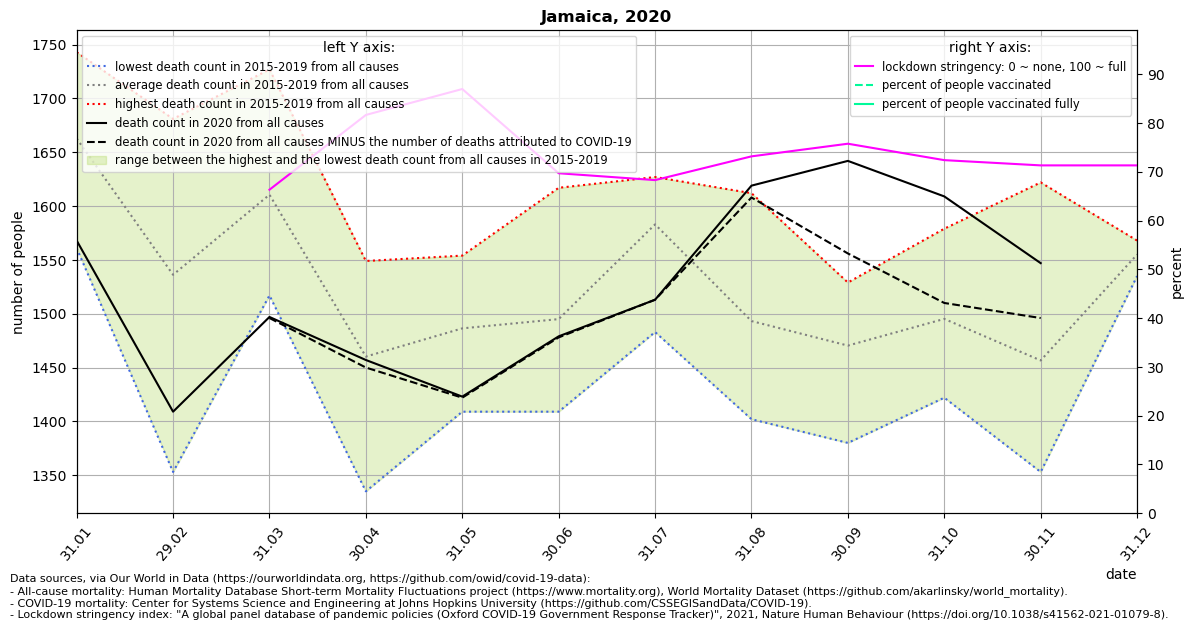 Jamaica, 2020
left Y axis:
lowest death count in 2015-2019 from all causes
average death count in 2015-2019 from all causes
highest death count in 2015-2019 from all causes
death count in 2020 from all causes
death count in 2020 from all causes MINUS the number of deaths attributed to COVID-19
range between the highest and the lowest death count from all causes in 2015-2019
right Y axis:
lockdown stringency: 0 ~ none, 100 ~ full
percent of people vaccinated
percent of people vaccinated fully
number of people
1750
1700
1650
1600
1550
1500
1450
1400
1350
percent
90
80
70
60
50
40
30
20
10
0
31.01
29.02
31.03
30.04
31.05
30.06
31.07
31.08
30.09
31.10
30.11
31.12
date
Data sources, via Our World in Data (https://ourworldindata.org, https://github.com/owid/covid-19-data):
- All-cause mortality: Human Mortality Database Short-term Mortality Fluctuations project (https://www.mortality.org), World Mortality Dataset (https://github.com/akarlinsky/world_mortality).
- COVID-19 mortality: Center for Systems Science and Engineering at Johns Hopkins University (https://github.com/CSSEGISandData/COVID-19).
- Lockdown stringency index: "A global panel database of pandemic policies (Oxford COVID-19 Government Response Tracker)", 2021, Nature Human Behaviour (https://doi.org/10.1038/s41562-021-01079-8).